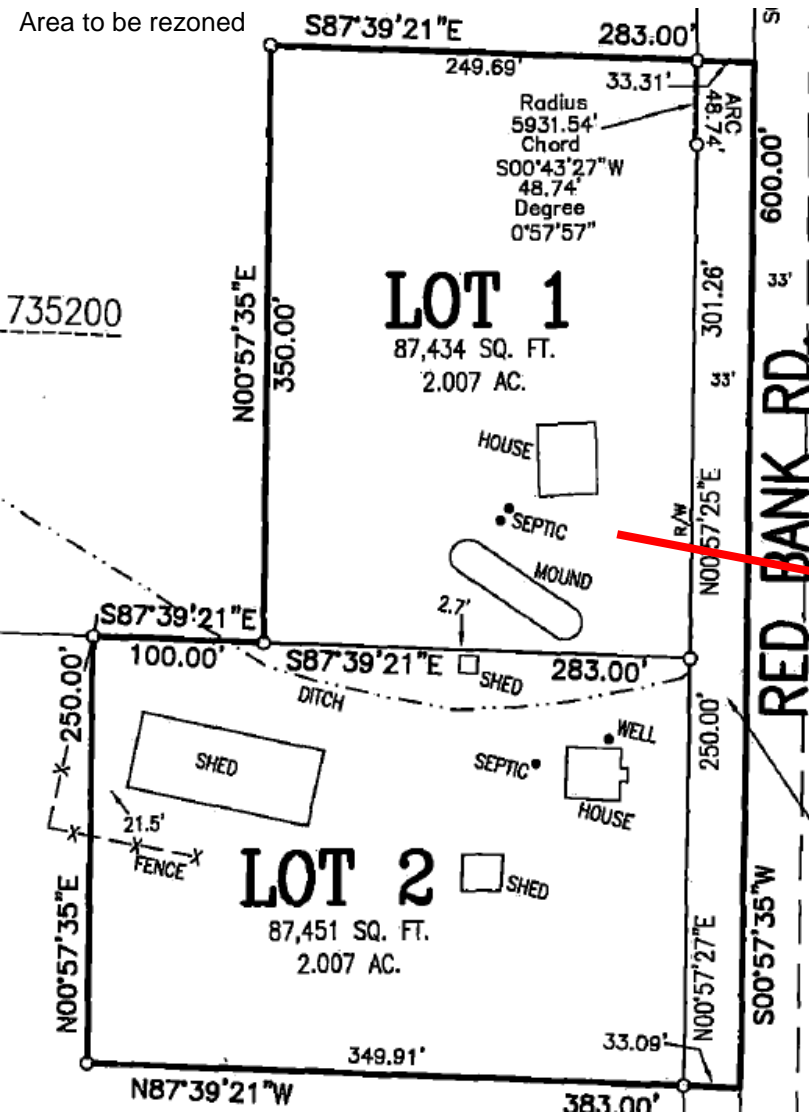 Area to be rezoned
S87°39'21"E
283.00'
249.69'
33.31'
Radius
5931.54'
Chord
S00°43'27"W
48.74'
Degree
0°57'57"
ARC
48.74'
600.00'
N00°57'35"E
350.00'
735200
LOT 1
87,434 SQ. FT.
2.007 AC.
301.26'
33'
33'
HOUSE
SEPTIC
MOUND
R/W
N00°57'25"E
RED BANK RD.
2.7'
S87°39'21"E
100.00'
S87°39'21"E
283.00'
SHED
DITCH
250.00'
250.00'
SHED
WELL
SEPTIC
HOUSE
21.5'
FENCE
LOT 2
87,451 SQ. FT.
2.007 AC.
SHED
N00°57'35"E
N00°57'27"E
S00°57'35"W
349.91'
33.09'
N87°39'21"W
383.00'